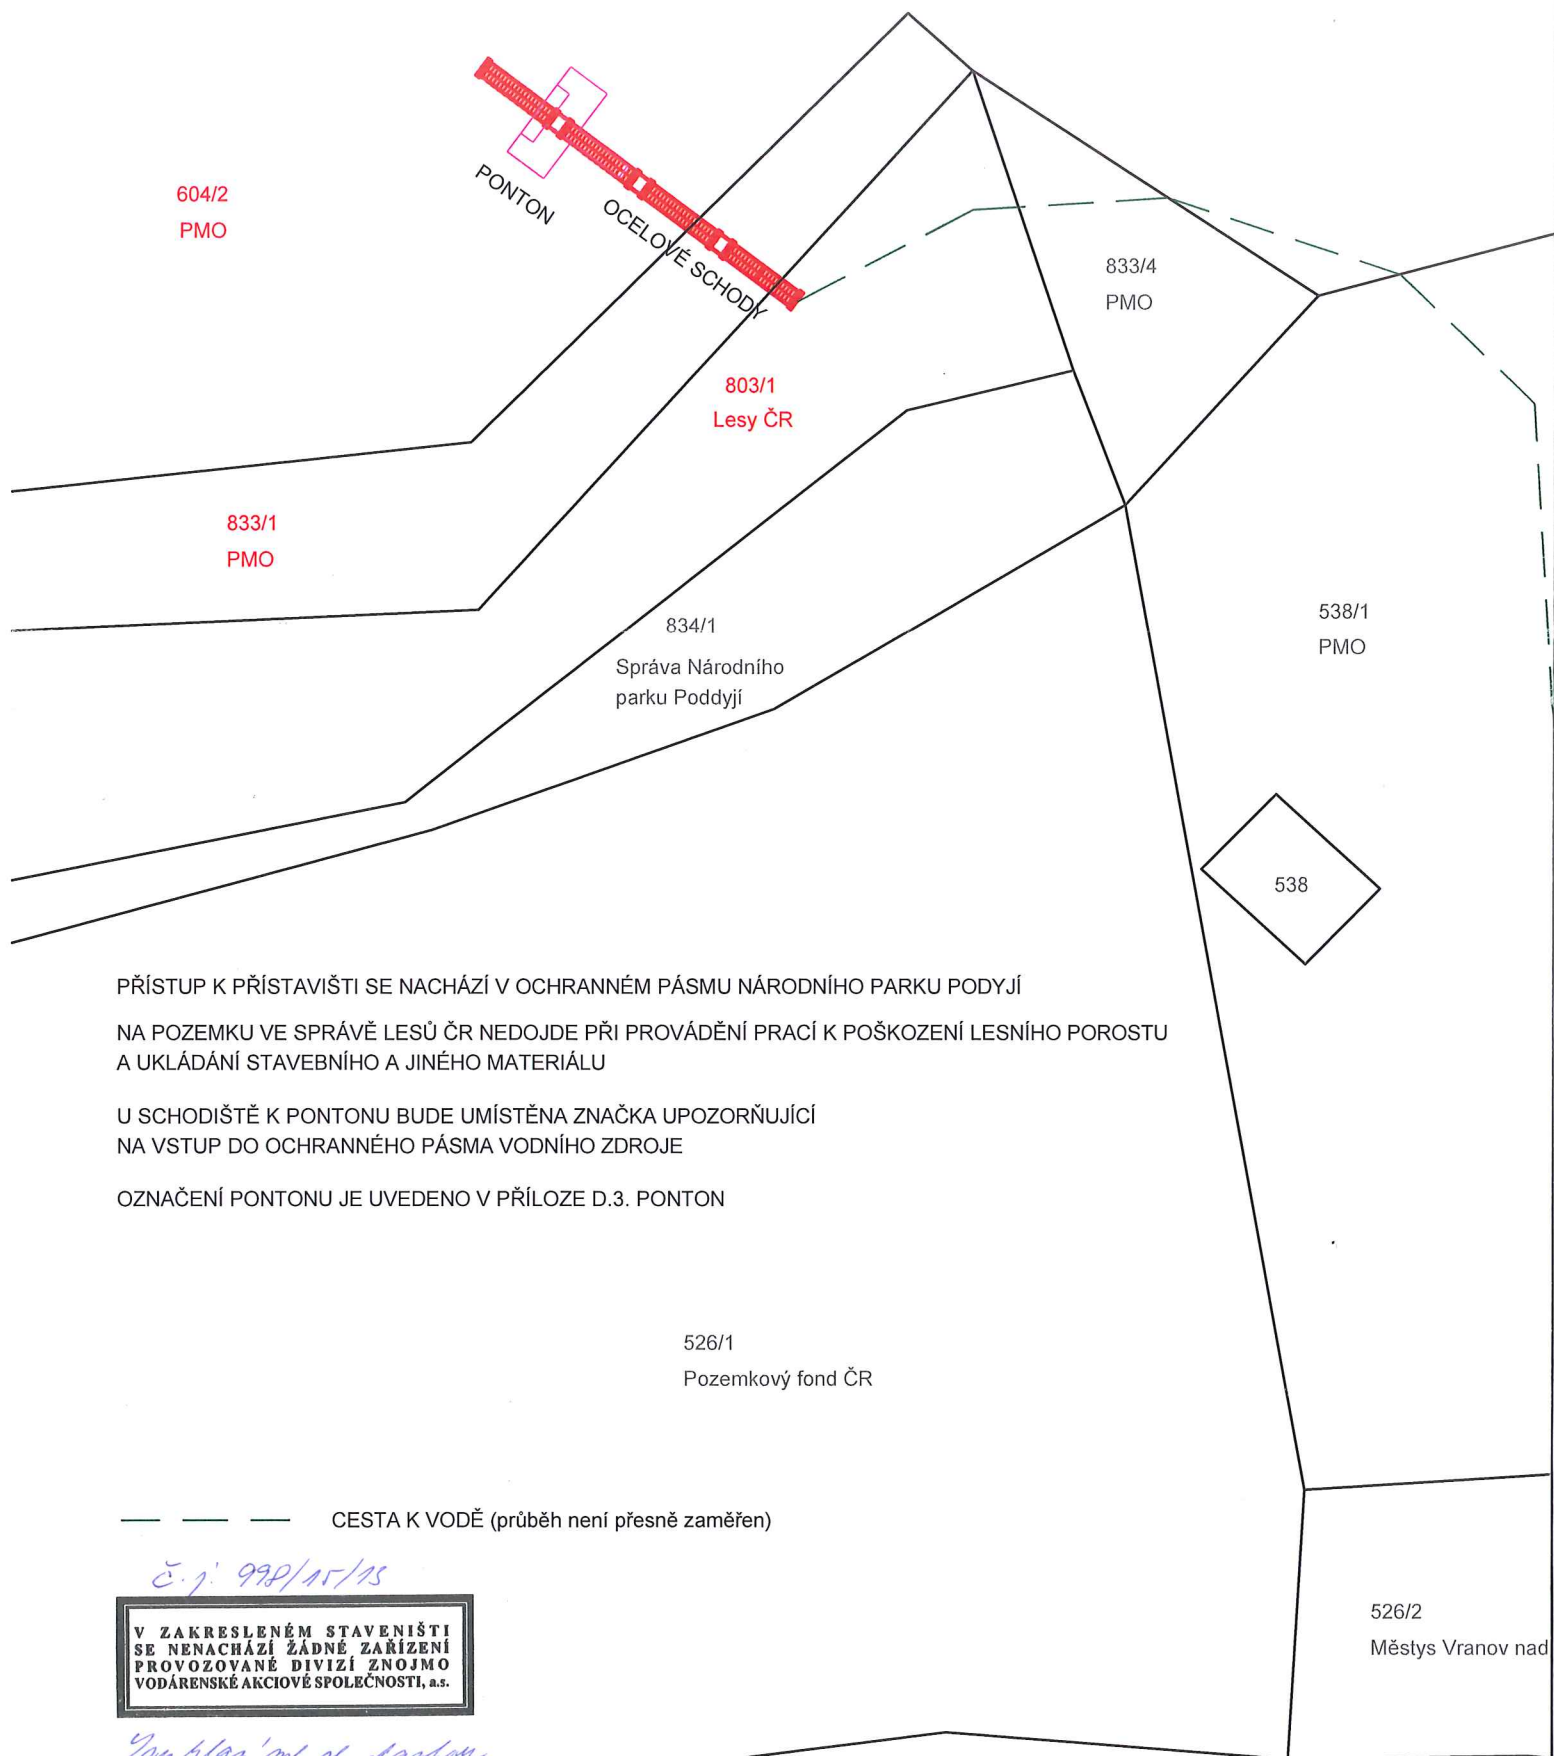 604/2
PMO
PONTON
OCELOVÉ SCHODY
833/4
PMO
803/1
Lesy ČR
833/1
PMO
538/1
PMO
834/1
Správa Národního
parku Poddyjí
538
PŘÍSTUP K PŘÍSTAVIŠTI SE NACHÁZÍ V OCHRANNÉM PÁSMU NÁRODNÍHO PARKU PODYJÍ
NA POZEMKU VE SPRÁVĚ LESŮ ČR NEDOJDE PŘI PROVÁDĚNÍ PRACÍ K POŠKOZENÍ LESNÍHO POROSTU
A UKLÁDÁNÍ STAVEBNÍHO A JINÉHO MATERIÁLU
U SCHODIŠTĚ K PONTONU BUDE UMÍSTĚNA ZNAČKA UPOZORŇUJÍCÍ
NA VSTUP DO OCHRANNÉHO PÁSMA VODNÍHO ZDROJE
OZNAČENÍ PONTONU JE UVEDENO V PŘÍLOZE D.3. PONTON
526/1
Pozemkový fond ČR
CESTA K VODĚ (průběh není přesně zaměřen)
č.j.
V ZAKRESLENÉM STAVENIŠTI
SE NENACHÁZÍ ŽÁDNÉ ZAŘÍZENÍ
PROVOZOVANÉ DIVIZÍ ZNOJMO
VODÁRENSKÉ AKCIOVÉ SPOLEČNOSTI, a.s.
526/2
Městys Vranov nad